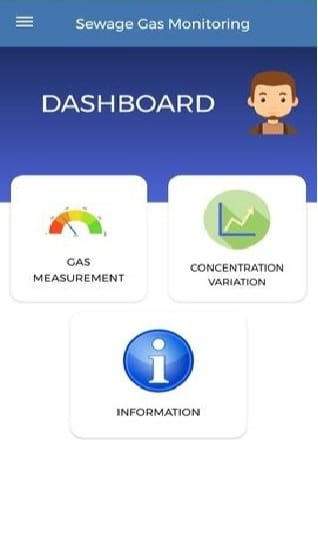 Sewage Gas Monitoring
DASHBOARD
GAS
MEASUREMENT
CONCENTRATION
VARIATION
INFORMATION